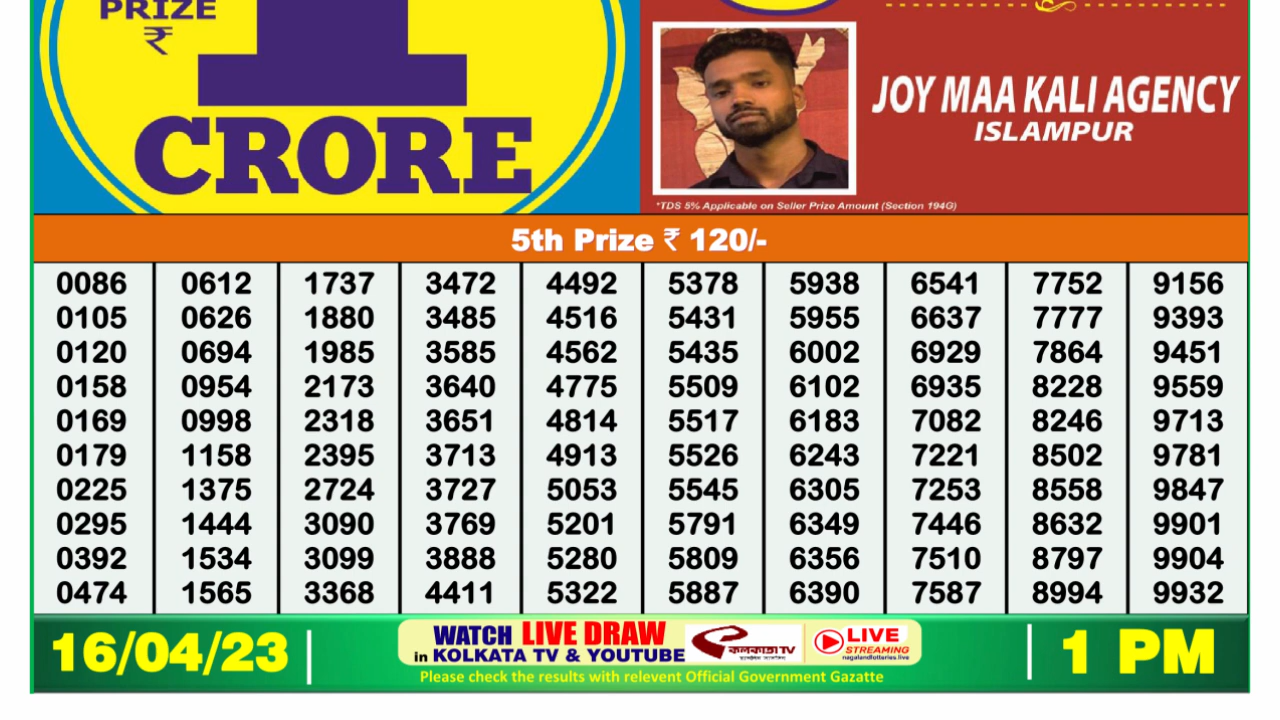 PRIZE
₹
1
CRORE
JOY MAA KALI AGENCY
ISLAMPUR
*TDS 5% Applicable on Seller Prize Amount (Section 194G)
5th Prize ₹ 120/-
0086 0612 1737 3472 4492 5378 5938 6541 7752 9156
0105 0626 1880 3485 4516 5431 5955 6637 7777 9393
0120 0694 1985 3585 4562 5435 6002 6929 7864 9451
0158 0954 2173 3640 4775 5509 6102 6935 8228 9559
0169 0998 2318 3651 4814 5517 6183 7082 8246 9713
0179 1158 2395 3713 4913 5526 6243 7221 8502 9781
0225 1375 2724 3727 5053 5545 6305 7253 8558 9847
0295 1444 3090 3769 5201 5791 6349 7446 8632 9901
0392 1534 3099 3888 5280 5809 6356 7510 8797 9904
0474 1565 3368 4411 5322 5887 6390 7587 8994 9932
16/04/23
WATCH LIVE DRAW
in KOLKATA TV & YOUTUBE
কলকাতা TV
LIVE
STREAMING
nagalandlotteries.live
Please check the results with relevent Official Government Gazatte
1 PM